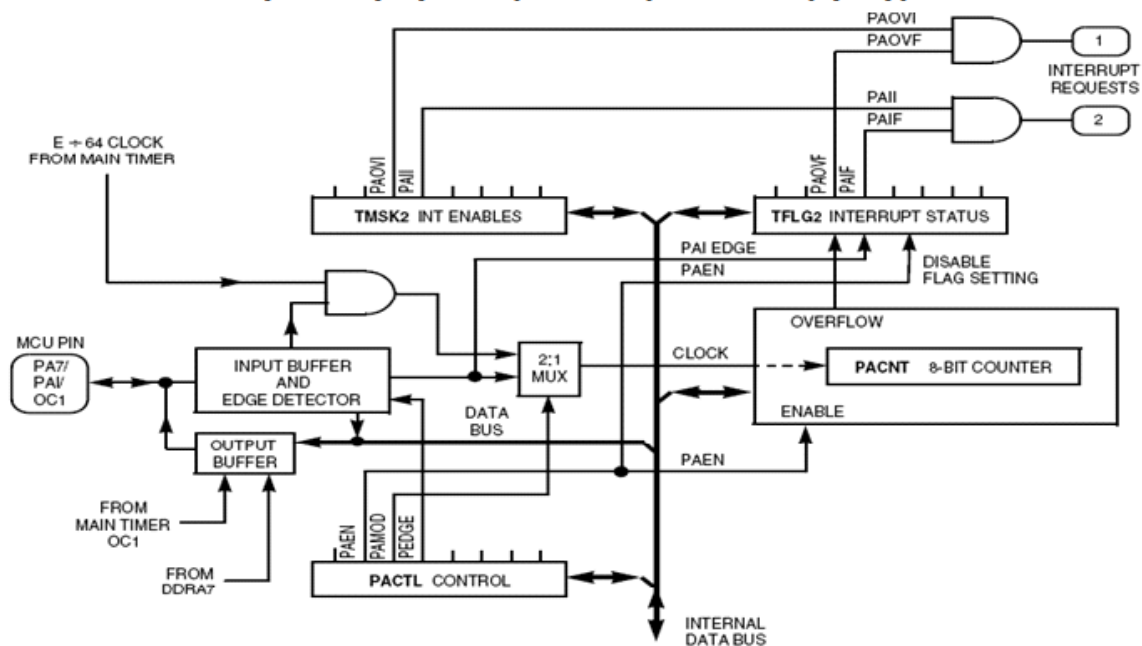 PAOVI
PAOVF
1
INTERRUPT
REQUESTS
PAII
PAIF
2
E ÷ 64 CLOCK
FROM MAIN TIMER
PAOVI
PAII
PAOVF
PAIF
TMSK2 INT ENABLES
TFLG2 INTERRUPT STATUS
PAI EDGE
PAEN
DISABLE
FLAG SETTING
OVERFLOW
MCU PIN
PA7/
PAI/
OC1
INPUT BUFFER
AND
EDGE DETECTOR
2:1
MUX
CLOCK
PACNT 8-BIT COUNTER
ENABLE
DATA
BUS
OUTPUT
BUFFER
PAEN
FROM
MAIN TIMER
OC1
FROM
DDRA7
PAEN
PAMOD
PEDGE
PACTL CONTROL
INTERNAL
DATA BUS